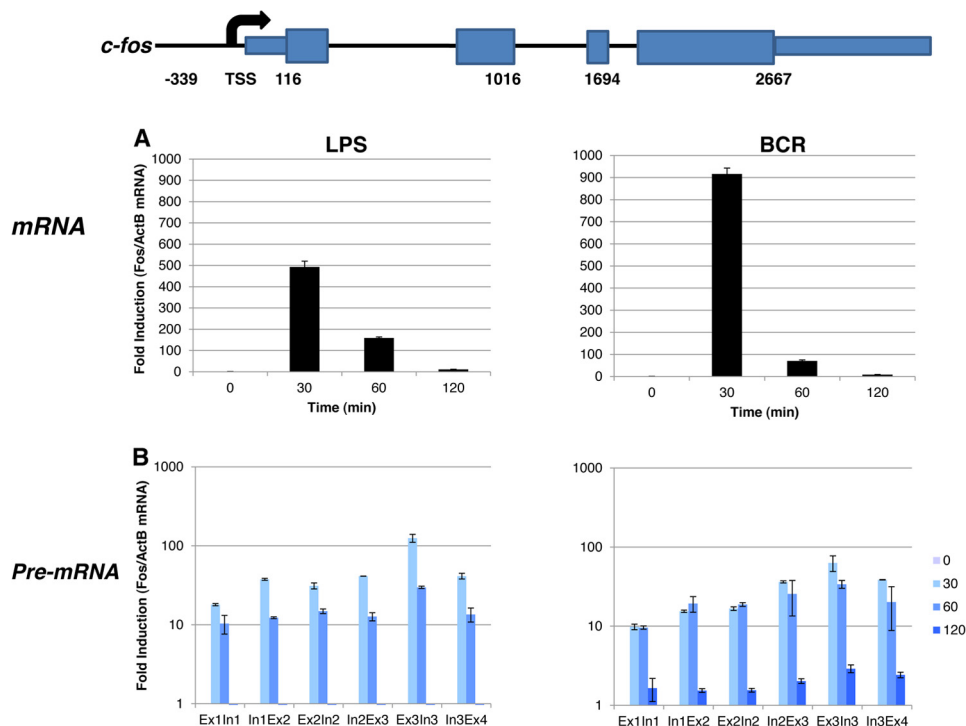 c-fos
-339 TSS 116 1016 1694 2667
A
LPS
BCR
mRNA
Fold Induction (Fos/ActB mRNA)
1000
900
800
700
600
500
400
300
200
100
0
0 30 60 120
Time (min)
1000
900
800
700
600
500
400
300
200
100
0
0 30 60 120
Time (min)
B
Pre-mRNA
Fold Induction (Fos/ActB mRNA)
1000
100
10
1
Ex1In1 In1Ex2 Ex2In2 In2Ex3 Ex3In3 In3Ex4
1000
100
10
1
Ex1In1 In1Ex2 Ex2In2 In2Ex3 Ex3In3 In3Ex4
0
30
60
120